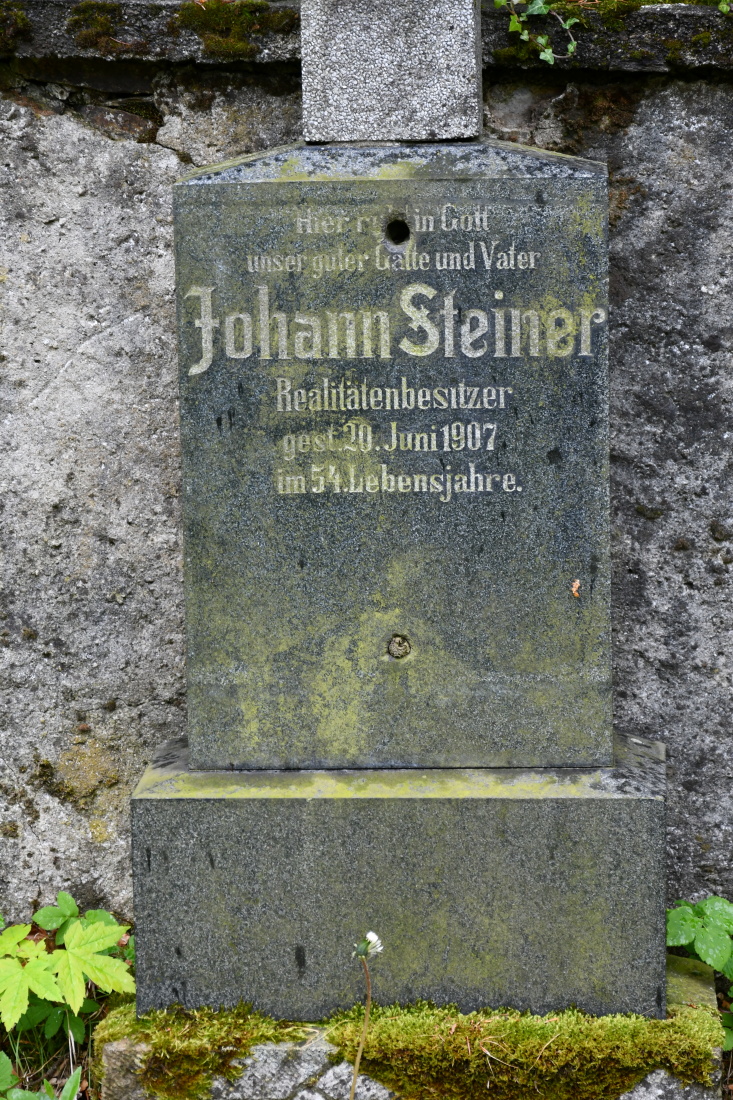 Hier ruht in Gott
unser guter Gatte und Vater
Johann Steiner
Realitätenbesitzer
gest. 20. Juni 1907
im 54. Lebensjahre.